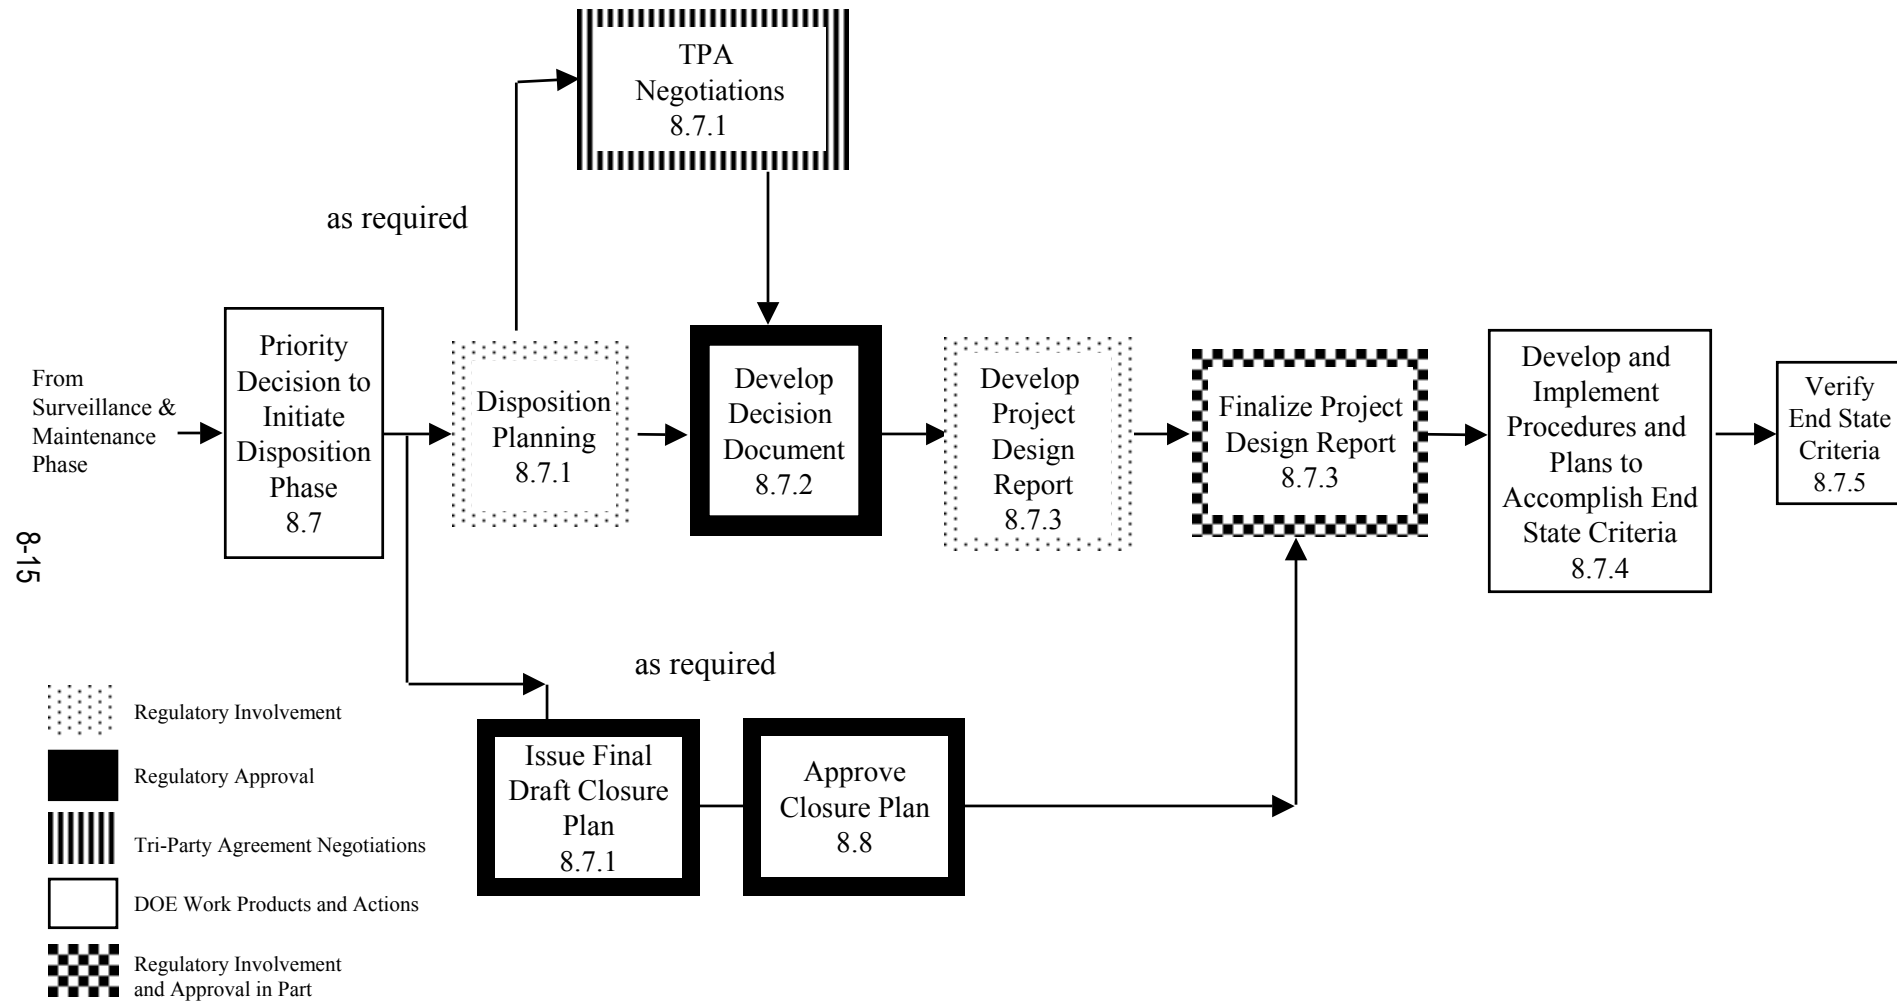 TPA
Negotiations
8.7.1
as required
From
Surveillance &
Maintenance
Phase
Priority
Decision to
Initiate
Disposition
Phase
8.7
Disposition
Planning
8.7.1
Develop
Decision
Document
8.7.2
Develop
Project
Design
Report
8.7.3
Finalize Project
Design Report
8.7.3
Develop and
Implement
Procedures and
Plans to
Accomplish End
State Criteria
8.7.4
Verify
End State
Criteria
8.7.5
8-15
as required
Issue Final
Draft Closure
Plan
8.7.1
Approve
Closure Plan
8.8
Regulatory Involvement
Regulatory Approval
Tri-Party Agreement Negotiations
DOE Work Products and Actions
Regulatory Involvement
and Approval in Part